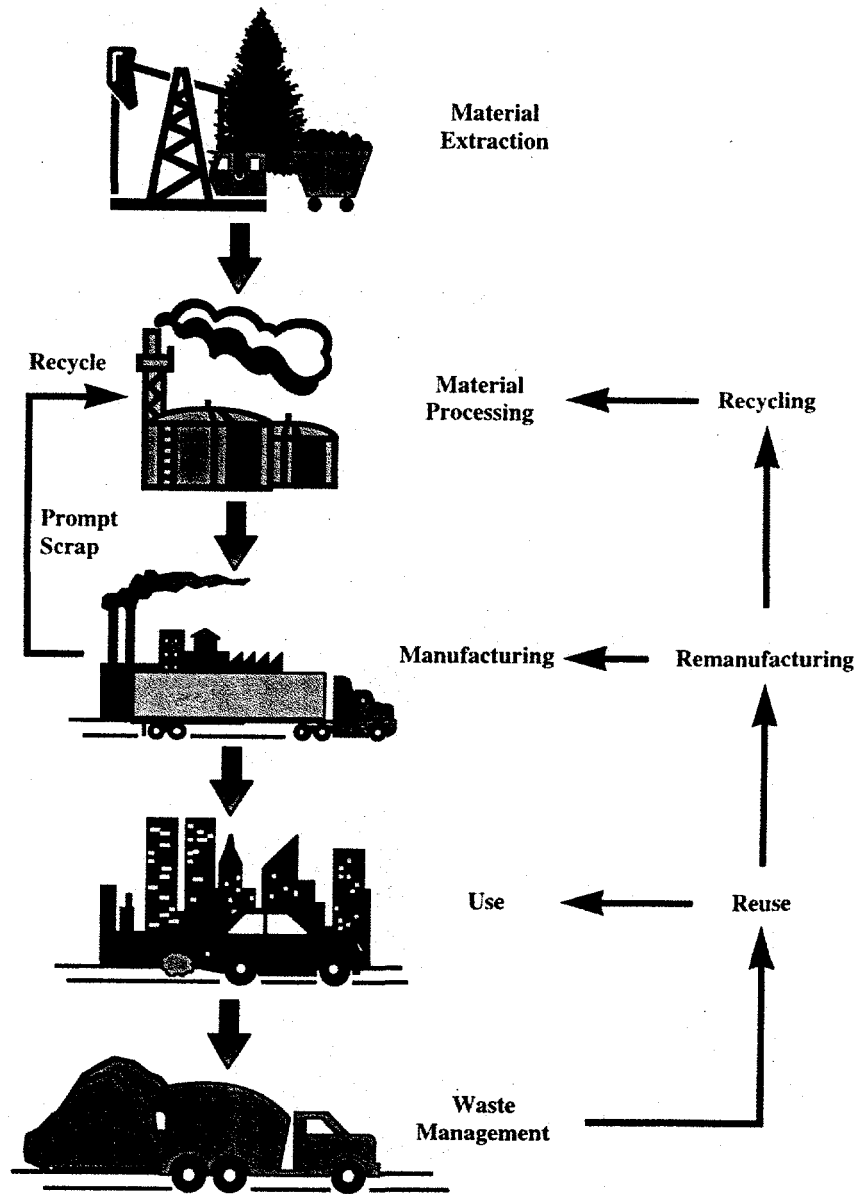 Material
Extraction
Recycle
Material
Processing
Recycling
Prompt
Scrap
Manufacturing
Remanufacturing
Use
Reuse
Waste
Management